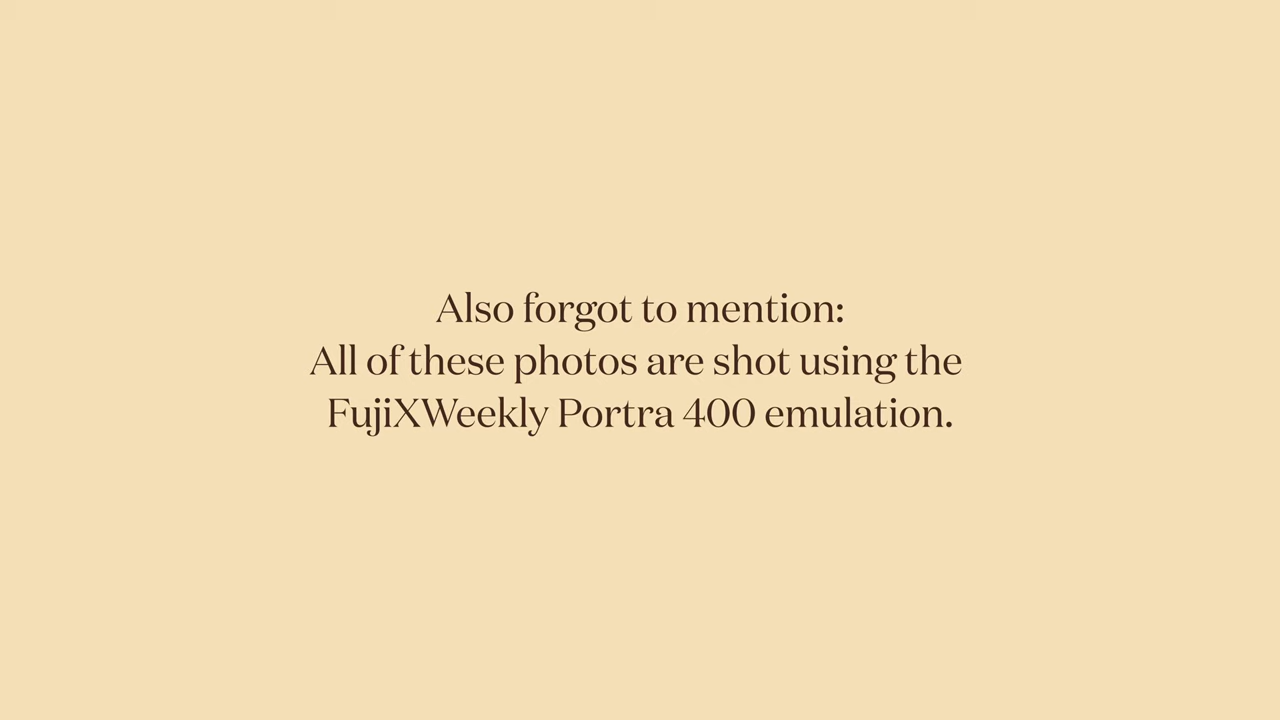 Also forgot to mention:
All of these photos are shot using the
FujiXWeekly Portra 400 emulation.